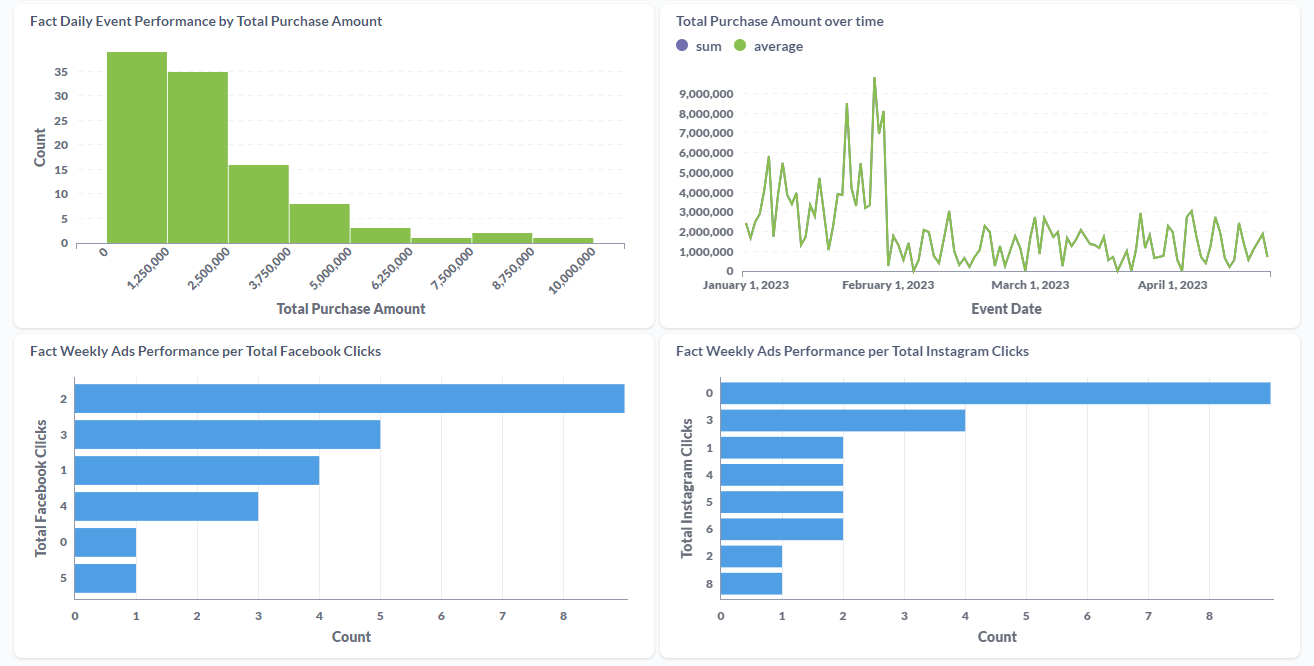 Fact Daily Event Performance by Total Purchase Amount
Count
35
30
25
20
15
10
5
0
0
1,250,000
2,500,000
3,750,000
5,000,000
6,250,000
7,500,000
8,750,000
10,000,000
Total Purchase Amount
Total Purchase Amount over time
sum average
9,000,000
8,000,000
7,000,000
6,000,000
5,000,000
4,000,000
3,000,000
2,000,000
1,000,000
0
January 1, 2023 February 1, 2023 March 1, 2023 April 1, 2023
Event Date
Fact Weekly Ads Performance per Total Facebook Clicks
Total Facebook Clicks
2
3
1
4
0
5
0 1 2 3 4 5 6 7 8
Count
Fact Weekly Ads Performance per Total Instagram Clicks
Total Instagram Clicks
0
3
1
4
5
6
2
8
0 1 2 3 4 5 6 7 8
Count